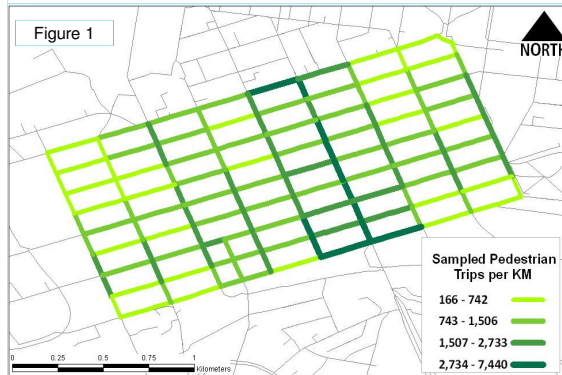 Figure 1
NORTH
Sampled Pedestrian
Trips per KM
166 - 742
743 - 1,506
1,507 - 2,733
2,734 - 7,440
0 0.25 0.5 0.75 1
Kilometers